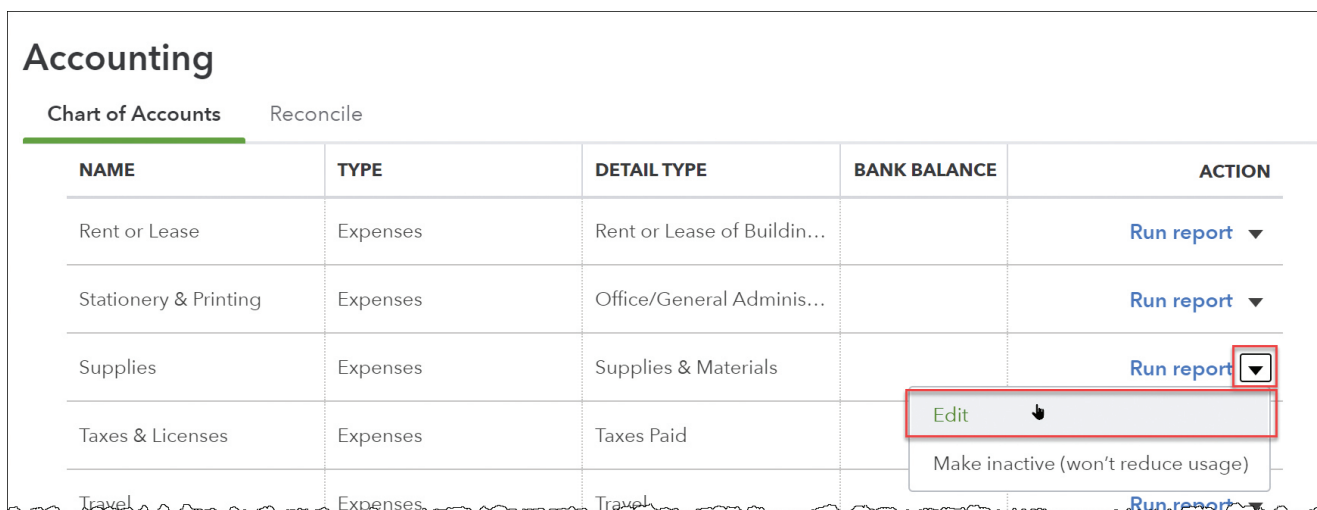 Accounting
Chart of Accounts Reconcile
NAME TYPE DETAIL TYPE BANK BALANCE ACTION
Rent or Lease Expenses Rent or Lease of Buildin... Run report
Stationery & Printing Expenses Office/General Adminis... Run report
Supplies Expenses Supplies & Materials Run report
Edit
Taxes & Licenses Expenses Taxes Paid
Make inactive (won't reduce usage)
Travel Expenses Travel Run report